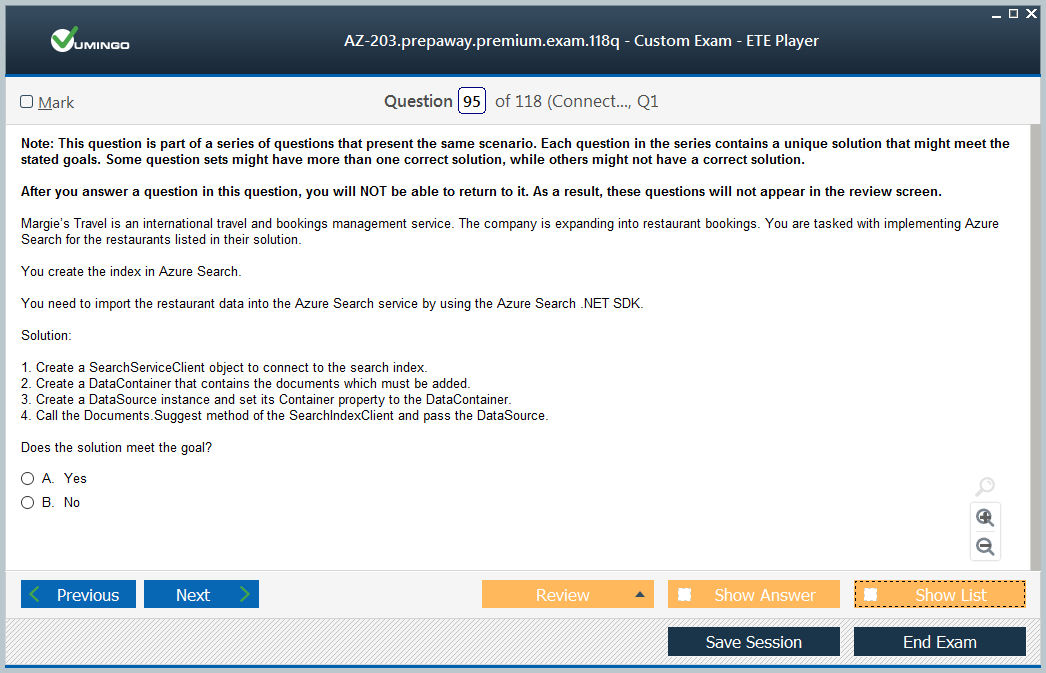 VUMINGO
AZ-203.prepaway.premium.exam.118q - Custom Exam - ETE Player
Mark
Question 95 of 118 (Connect..., Q1
Note: This question is part of a series of questions that present the same scenario. Each question in the series contains a unique solution that might meet the
stated goals. Some question sets might have more than one correct solution, while others might not have a correct solution.
After you answer a question in this question, you will NOT be able to return to it. As a result, these questions will not appear in the review screen.
Margie's Travel is an international travel and bookings management service. The company is expanding into restaurant bookings. You are tasked with implementing Azure
Search for the restaurants listed in their solution.
You create the index in Azure Search.
You need to import the restaurant data into the Azure Search service by using the Azure Search .NET SDK.
Solution:
1. Create a SearchServiceClient object to connect to the search index.
2. Create a DataContainer that contains the documents which must be added.
3. Create a DataSource instance and set its Container property to the DataContainer.
4. Call the Documents.Suggest method of the SearchIndexClient and pass the DataSource.
Does the solution meet the goal?
A. Yes
B. No
Previous
Next
Review
Show Answer
Show List
Save Session
End Exam